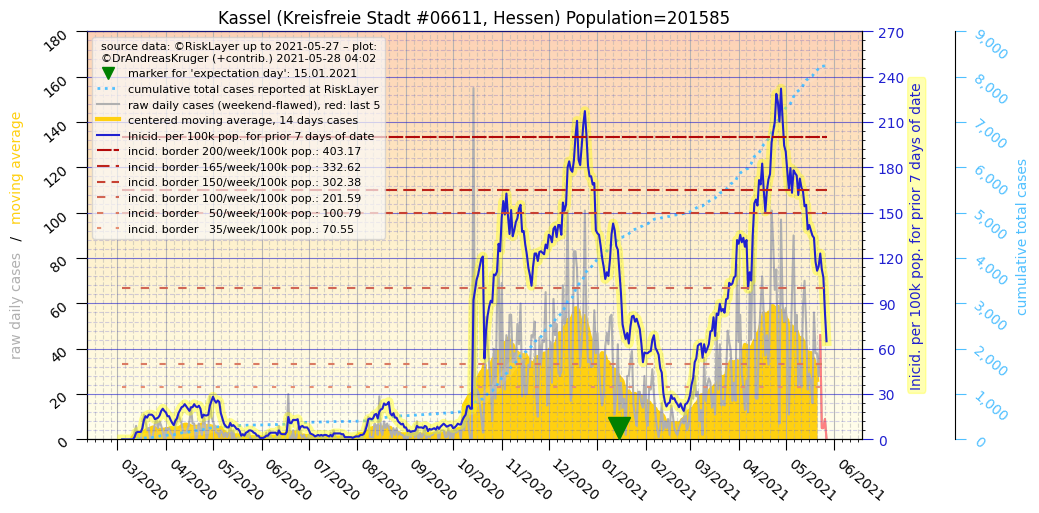 Kassel (Kreisfreie Stadt #06611, Hessen) Population=201585
source data: ©RiskLayer up to 2021-05-27 – plot:
©DrAndreasKruger (+contrib.) 2021-05-28 04:02
marker for 'expectation day': 15.01.2021
cumulative total cases reported at RiskLayer
raw daily cases (weekend-flawed), red: last 5
centered moving average, 14 days cases
Inicid. per 100k pop. for prior 7 days of date
incid. border 200/week/100k pop.: 403.17
incid. border 165/week/100k pop.: 332.62
incid. border 150/week/100k pop.: 302.38
incid. border 100/week/100k pop.: 201.59
incid. border   50/week/100k pop.: 100.79
incid. border   35/week/100k pop.: 70.55
raw daily cases   /   moving average
180
160
140
120
100
80
60
40
20
0
03/2020
04/2020
05/2020
06/2020
07/2020
08/2020
09/2020
10/2020
11/2020
12/2020
01/2021
02/2021
03/2021
04/2021
05/2021
06/2021
270
240
210
180
150
120
90
60
30
0
Inicid. per 100k pop. for prior 7 days of date
9,000
8,000
7,000
6,000
5,000
4,000
3,000
2,000
1,000
0
cumulative total cases